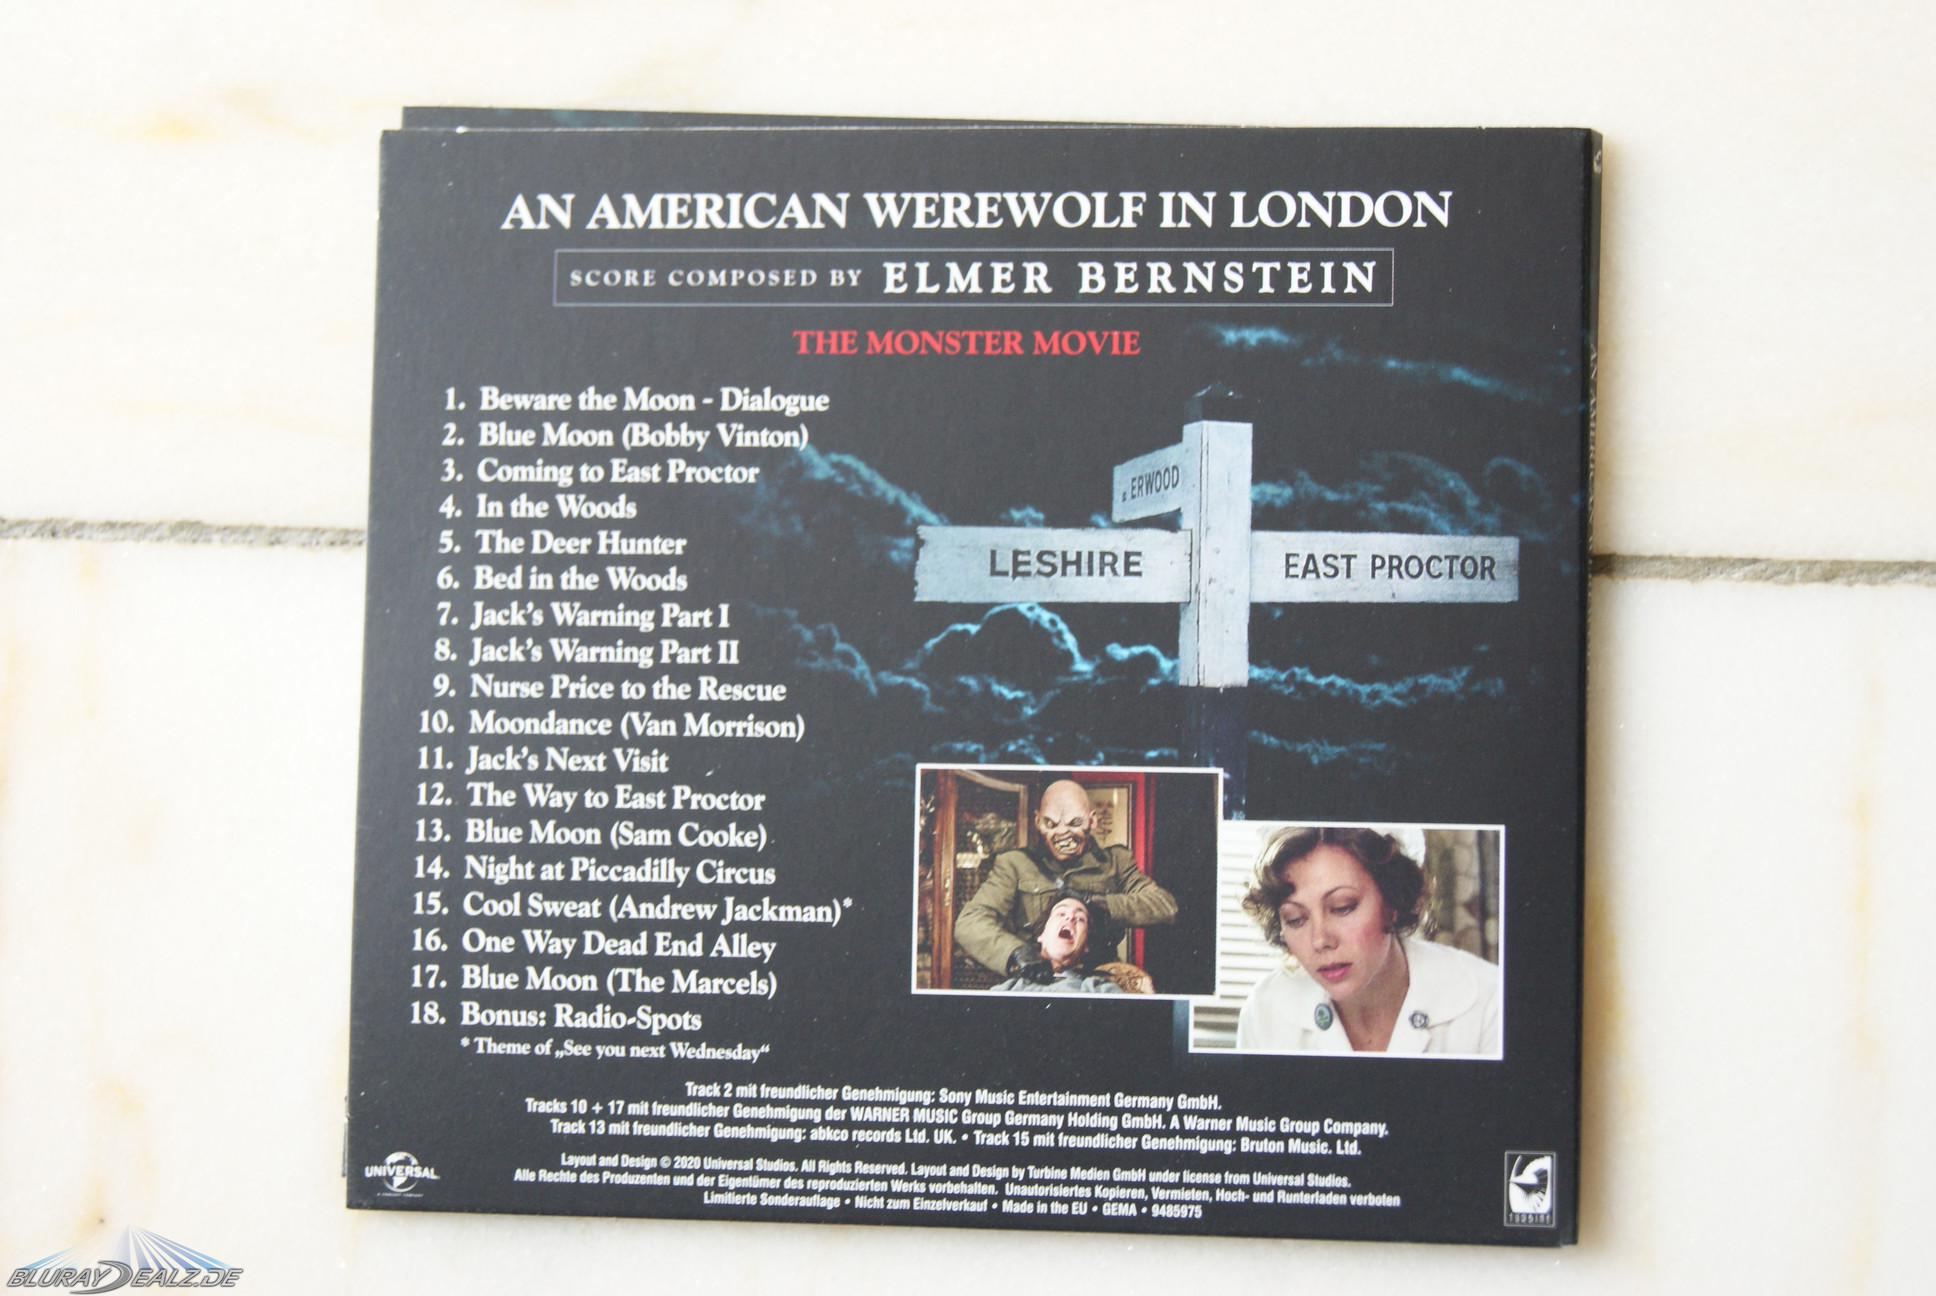 AN AMERICAN WEREWOLF IN LONDON
SCORE COMPOSED BY ELMER BERNSTEIN
THE MONSTER MOVIE
1. Beware the Moon - Dialogue
2. Blue Moon (Bobby Vinton)
3. Coming to East Proctor
4. In the Woods
5. The Deer Hunter
6. Bed in the Woods
7. Jack's Warning Part I
8. Jack's Warning Part II
9. Nurse Price to the Rescue
10. Moondance (Van Morrison)
11. Jack's Next Visit
12. The Way to East Proctor
13. Blue Moon (Sam Cooke)
14. Night at Piccadilly Circus
15. Cool Sweat (Andrew Jackman)*
16. One Way Dead End Alley
17. Blue Moon (The Marcels)
18. Bonus: Radio-Spots
* Theme of „See you next Wednesday“
ERWOOD
LESHIRE
EAST PROCTOR
Track 2 mit freundlicher Genehmigung: Sony Music Entertainment Germany GmbH.
Tracks 10 + 17 mit freundlicher Genehmigung der WARNER MUSIC Group Germany Holding GmbH. A Warner Music Group Company.
Track 13 mit freundlicher Genehmigung: abkco records Ltd. UK. • Track 15 mit freundlicher Genehmigung: Bruton Music. Ltd.
Layout and Design © 2020 Universal Studios. All Rights Reserved. Layout and Design by Turbine Medien GmbH under license from Universal Studios.
Alle Rechte des Produzenten und der Eigentümer des reproduzierten Werks vorbehalten. Unautorisiertes Kopieren, Vermieten, Hoch- und Runterladen verboten
Limitierte Sonderauflage • Nicht zum Einzelverkauf • Made in the EU • GEMA • 9485975
UNIVERSAL
TURBINE
BLURAYDEALZ.DE